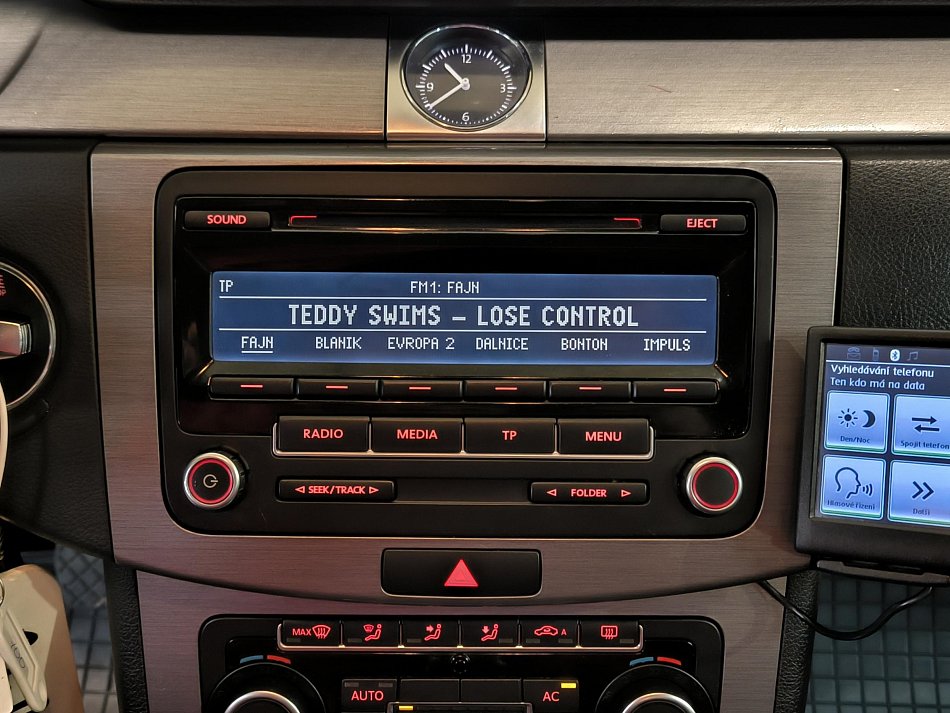 12
9 3
6
SOUND EJECT
TP FM1: FAJN
TEDDY SWIMS – LOSE CONTROL
FAJN BLANIK EVROPA 2 DALNICE BONTON IMPULS
RADIO MEDIA TP MENU
SEEK/TRACK FOLDER
MAX A
AUTO AC
Vyhledávání telefonu
Ten kdo má na data
Den/Noc Spojit telefon
Hlasové řízení Další